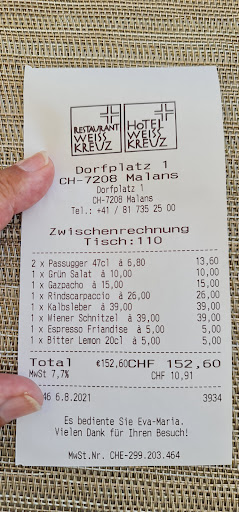 RESTAURANT WEISS KREUZ
HOTEL WEISS KREUZ
Dorfplatz 1
CH-7208 Malans
Dorfplatz 1
CH-7208 Malans
Tel.: +41 / 81 735 25 00
Zwischenrechnung
Tisch:110
2 x Passugger 47cl à 6,80 13,60
1 x Grün Salat à 10,00 10,00
1 x Gazpacho à 15,00 15,00
1 x Rindscarpaccio à 26,00 26,00
1 x Kalbsleber à 39,00 39,00
1 x Wiener Schnitzel à 39,00 39,00
1 x Espresso Friandise à 5,00 5,00
1 x Bitter Lemon 20cl à 5,00 5,00
Total ¢152,60 CHF 152,60
MwSt 7,7% CHF 10,91
46 6.8.2021 3934
Es bediente Sie Eva-Maria.
Vielen Dank für Ihren Besuch!
MwSt.Nr. CHE-299.203.464